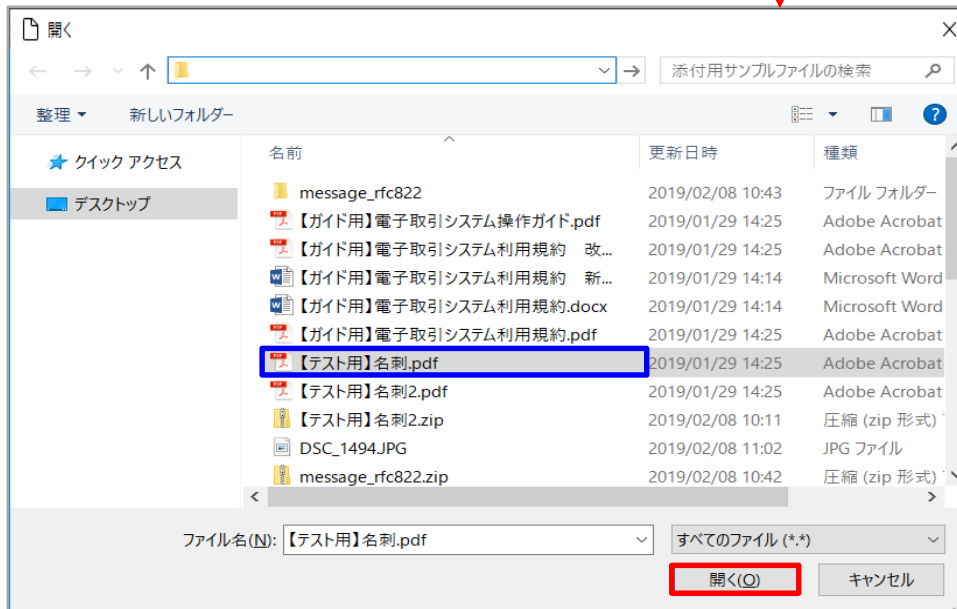 開く
添付用サンプルファイルの検索
整理 新しいフォルダー
クイック アクセス
デスクトップ
名前 更新日時 種類
message_rfc822 2019/02/08 10:43 ファイル フォルダー
【ガイド用】電子取引システム操作ガイド.pdf 2019/01/29 14:25 Adobe Acrobat
【ガイド用】電子取引システム利用規約　改... 2019/01/29 14:25 Adobe Acrobat
【ガイド用】電子取引システム利用規約　新... 2019/01/29 14:14 Microsoft Word
【ガイド用】電子取引システム利用規約.docx 2019/01/29 14:14 Microsoft Word
【ガイド用】電子取引システム利用規約.pdf 2019/01/29 14:25 Adobe Acrobat
【テスト用】名刺.pdf 2019/01/29 14:25 Adobe Acrobat
【テスト用】名刺2.pdf 2019/01/29 14:25 Adobe Acrobat
【テスト用】名刺2.zip 2019/02/08 10:11 圧縮 (zip 形式)
DSC_1494.JPG 2019/02/08 11:02 JPG ファイル
message_rfc822.zip 2019/02/08 10:42 圧縮 (zip 形式)
ファイル名(N): 【テスト用】名刺.pdf すべてのファイル (*.*)
開く(O) キャンセル